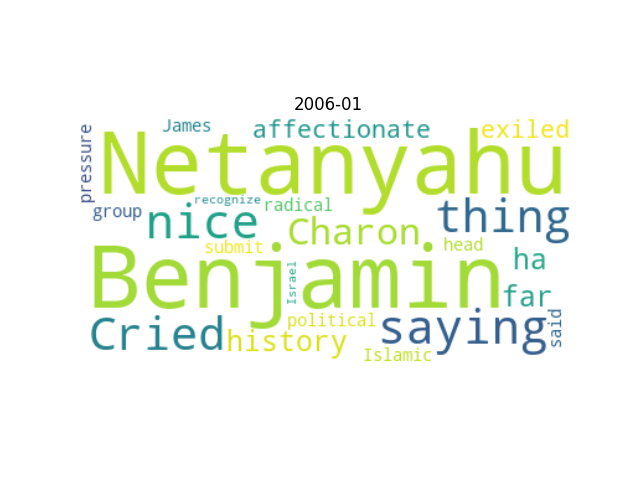 2006-01
James affectionate exiled
pressure
Netanyahu
recognize
group nice radical thing
Charon
submit head
ha
Benjamin
Israel
far
political
Cried history saying said
Islamic